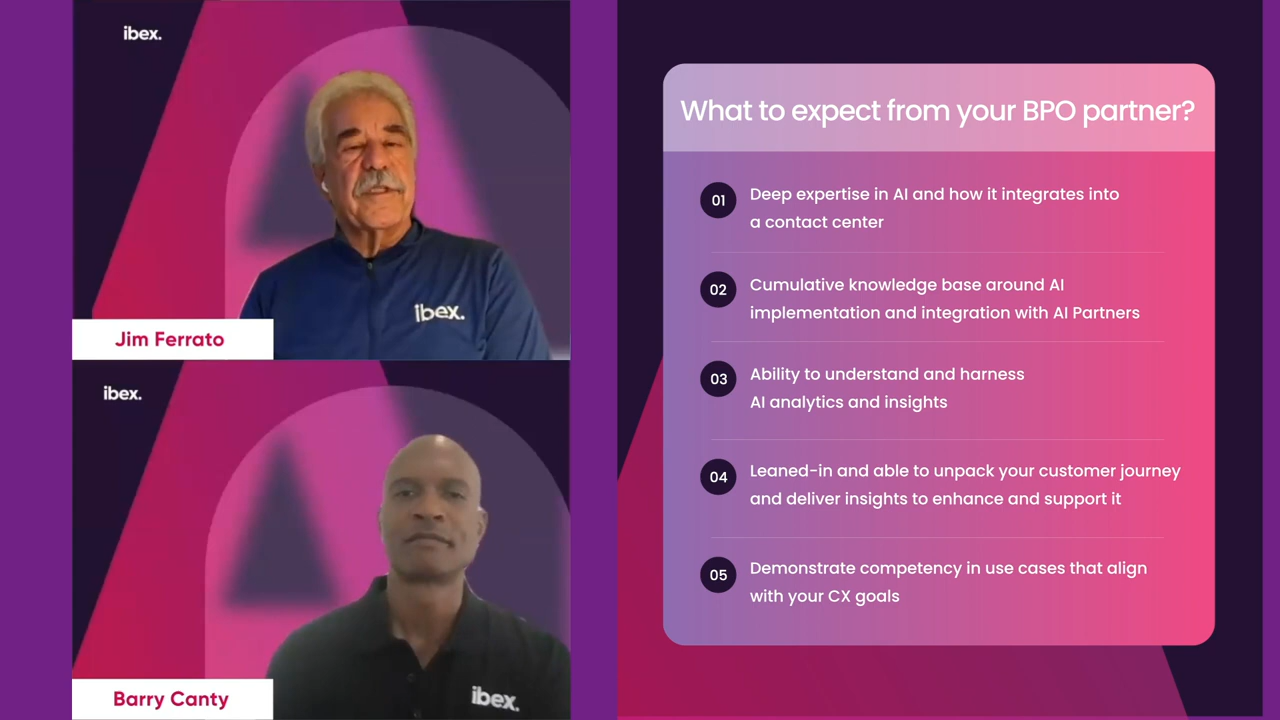 ibex.
ibex.
Jim Ferrato
ibex.
ibex.
Barry Canty
What to expect from your BPO partner?
01
Deep expertise in AI and how it integrates into
a contact center
02
Cumulative knowledge base around AI
implementation and integration with AI Partners
03
Ability to understand and harness
AI analytics and insights
04
Leaned-in and able to unpack your customer journey
and deliver insights to enhance and support it
05
Demonstrate competency in use cases that align
with your CX goals